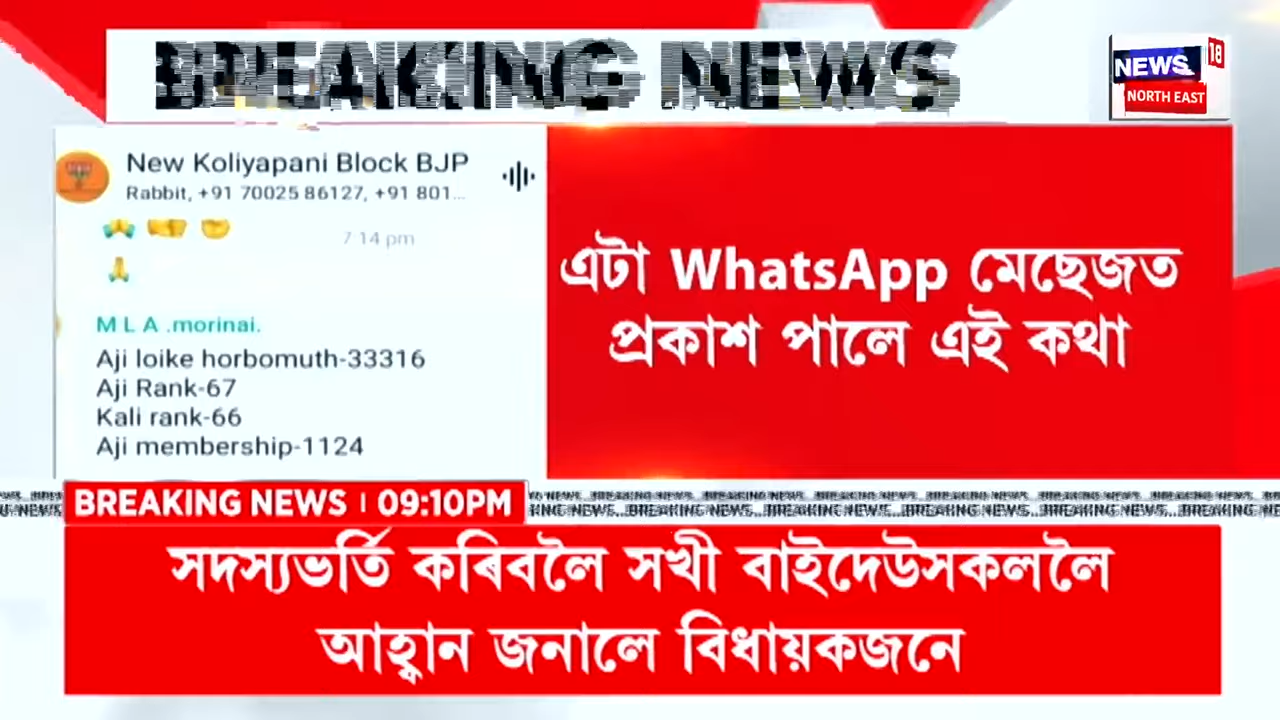 BREAKING NEWS
NEWS 18
NORTH EAST
New Koliyapani Block BJP
Rabbit, +91 70025 86127, +91 801...
7:14 pm
M L A .morinai.
Aji loike horbomuth-33316
Aji Rank-67
Kali rank-66
Aji membership-1124
এটা WhatsApp মেছেজত
প্ৰকাশ পালে এই কথা
BREAKING NEWS | 09:10PM
সদস্যভৰ্তি কৰিবলৈ সখী বাইদেউসকললৈ
আহ্বান জনালে বিধায়কজনে